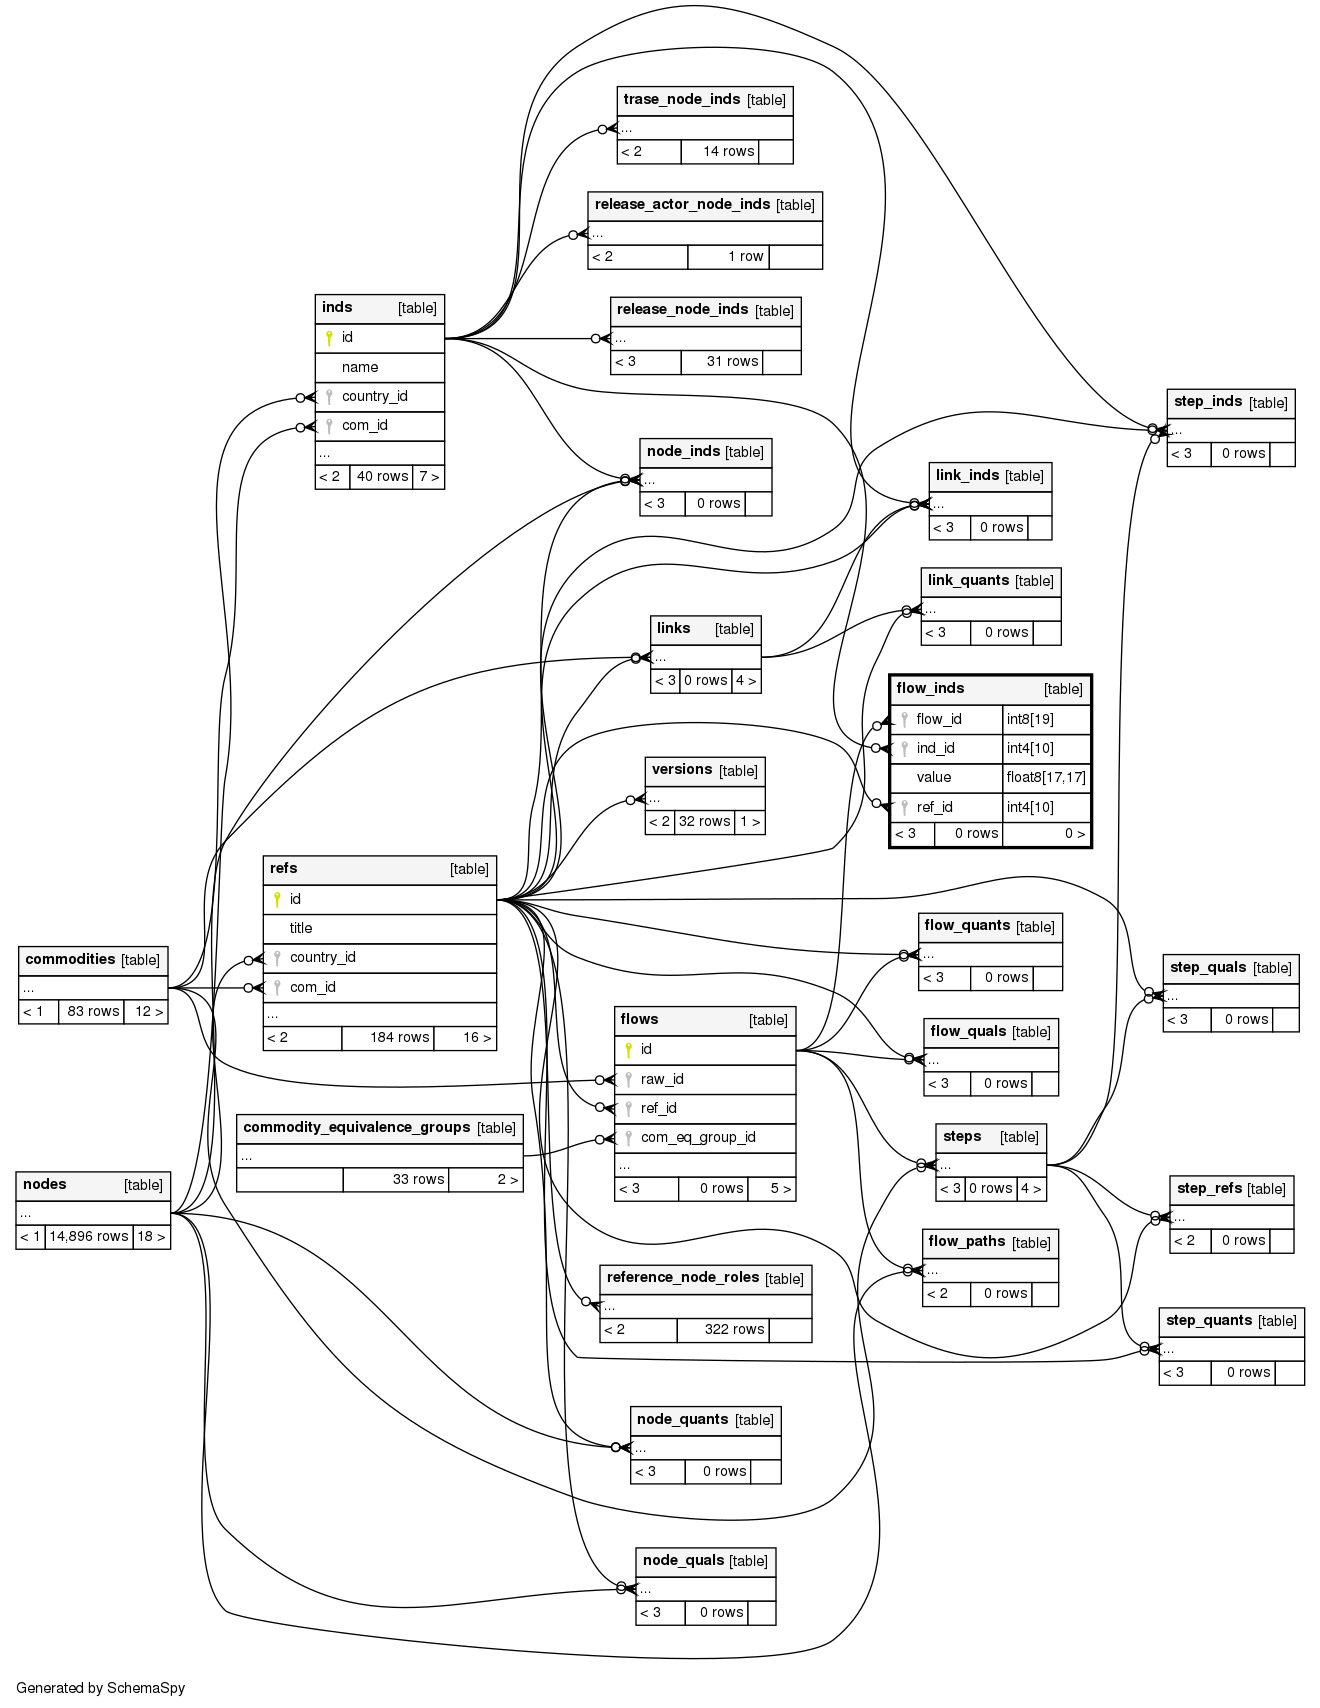 trase_node_inds [table]
...
< 2 14 rows
release_actor_node_inds [table]
...
< 2 1 row
inds [table]
id
name
country_id
com_id
...
< 2 40 rows 7 >
release_node_inds [table]
...
< 3 31 rows
step_inds [table]
...
< 3 0 rows
node_inds [table]
...
< 3 0 rows
link_inds [table]
...
< 3 0 rows
link_quants [table]
...
< 3 0 rows
links [table]
...
< 3 0 rows 4 >
flow_inds [table]
flow_id int8[19]
ind_id int4[10]
value float8[17,17]
ref_id int4[10]
< 3 0 rows 0 >
versions [table]
...
< 2 32 rows 1 >
refs [table]
id
title
country_id
com_id
...
< 2 184 rows 16 >
flow_quants [table]
...
< 3 0 rows
commodities [table]
...
< 1 83 rows 12 >
step_quals [table]
...
< 3 0 rows
flows [table]
id
raw_id
ref_id
com_eq_group_id
...
< 3 0 rows 5 >
flow_quals [table]
...
< 3 0 rows
commodity_equivalence_groups [table]
...
33 rows 2 >
steps [table]
...
< 3 0 rows 4 >
nodes [table]
...
< 1 14,896 rows 18 >
step_refs [table]
...
< 2 0 rows
flow_paths [table]
...
< 2 0 rows
reference_node_roles [table]
...
< 2 322 rows
step_quants [table]
...
< 3 0 rows
node_quants [table]
...
< 3 0 rows
node_quals [table]
...
< 3 0 rows
Generated by SchemaSpy